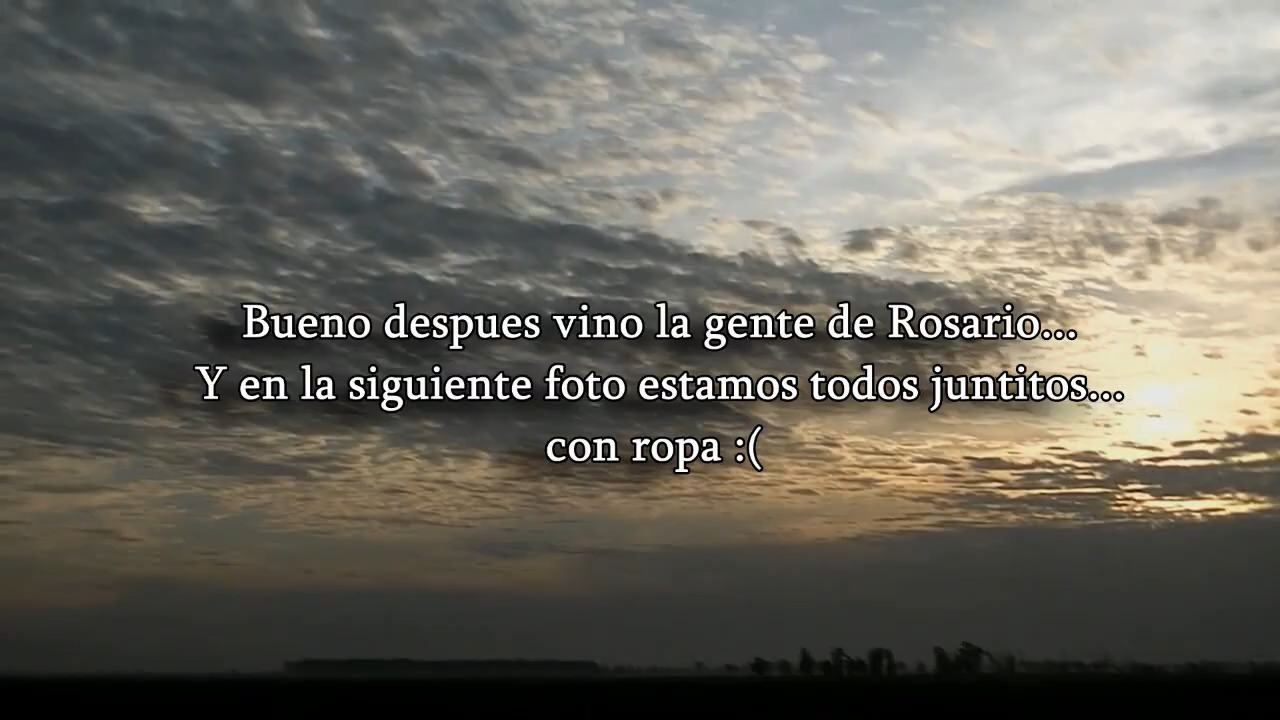 Bueno despues vino la gente de Rosario...
Y en la siguiente foto estamos todos juntitos...
con ropa :(